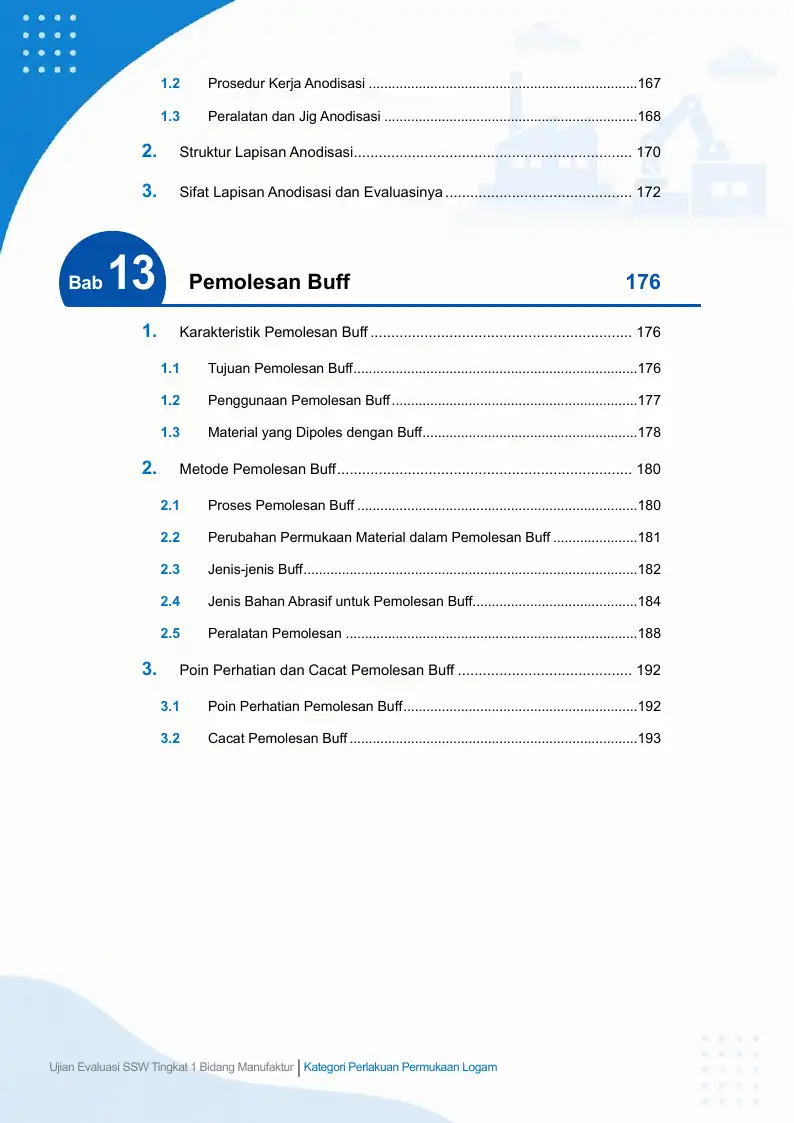 1.2 Prosedur Kerja Anodisasi ......................................................................167
1.3 Peralatan dan Jig Anodisasi ..................................................................168
2. Struktur Lapisan Anodisasi................................................................... 170
3. Sifat Lapisan Anodisasi dan Evaluasinya ............................................. 172
Bab 13 Pemolesan Buff 176
1. Karakteristik Pemolesan Buff ............................................................... 176
1.1 Tujuan Pemolesan Buff..........................................................................176
1.2 Penggunaan Pemolesan Buff................................................................177
1.3 Material yang Dipoles dengan Buff........................................................178
2. Metode Pemolesan Buff....................................................................... 180
2.1 Proses Pemolesan Buff .........................................................................180
2.2 Perubahan Permukaan Material dalam Pemolesan Buff ......................181
2.3 Jenis-jenis Buff.......................................................................................182
2.4 Jenis Bahan Abrasif untuk Pemolesan Buff...........................................184
2.5 Peralatan Pemolesan ............................................................................188
3. Poin Perhatian dan Cacat Pemolesan Buff .......................................... 192
3.1 Poin Perhatian Pemolesan Buff.............................................................192
3.2 Cacat Pemolesan Buff ...........................................................................193
Ujian Evaluasi SSW Tingkat 1 Bidang Manufaktur | Kategori Perlakuan Permukaan Logam